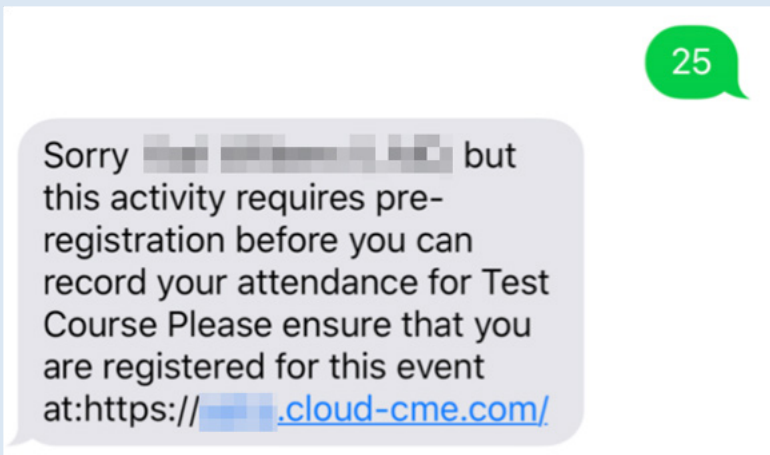 25
Sorry but
this activity requires pre-
registration before you can
record your attendance for Test
Course Please ensure that you
are registered for this event
at:https://.cloud-cme.com/